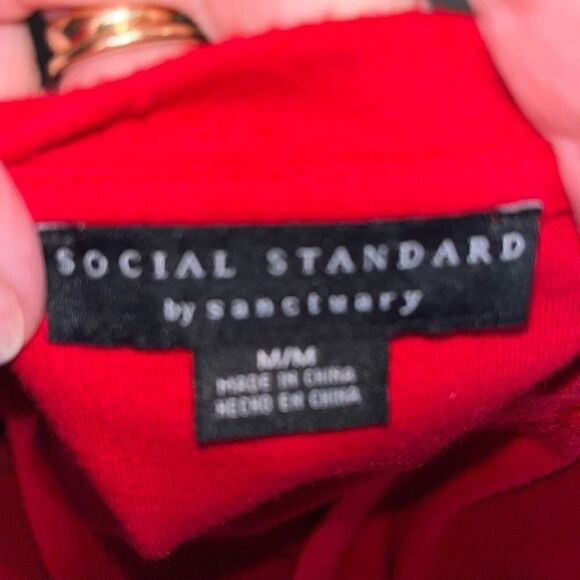 SOCIAL STANDARD
by sanctuary
M/M
MADE IN CHINA
HECHO EN CHINA